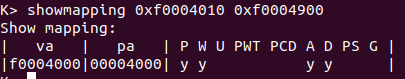 K> showmapping 0xf0004010 0xf0004900
Show mapping:
|   va   |   pa   | P W U PWT PCD A D PS G |
|f0004000|00004000| y y           y y      |